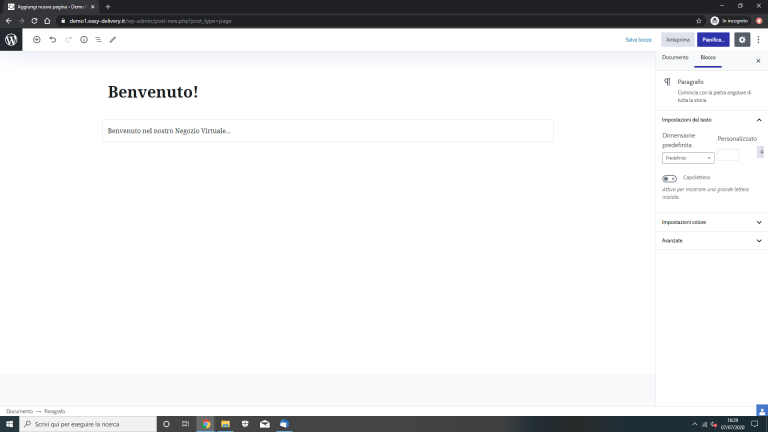 Aggiungi nuova pagina ‹ Demo
In incognito
demo1.easy-delivery.it/wp-admin/post-new.php?post_type=page
Salva bozza
Anteprima
Pianifica...
Documento
Blocco
Benvenuto!
Benvenuto nel nostro Negozio Virtuale...
Paragrafo
Comincia con la pietra angolare di
tutta la storia.
Impostazioni del testo
Dimensione
predefinita
Personalizzato
Predefinito
Capolettera
Attiva per mostrare una grande lettera
iniziale.
Impostazioni colore
Avanzate
Documento → Paragrafo
Scrivi qui per eseguire la ricerca
07/07/2020